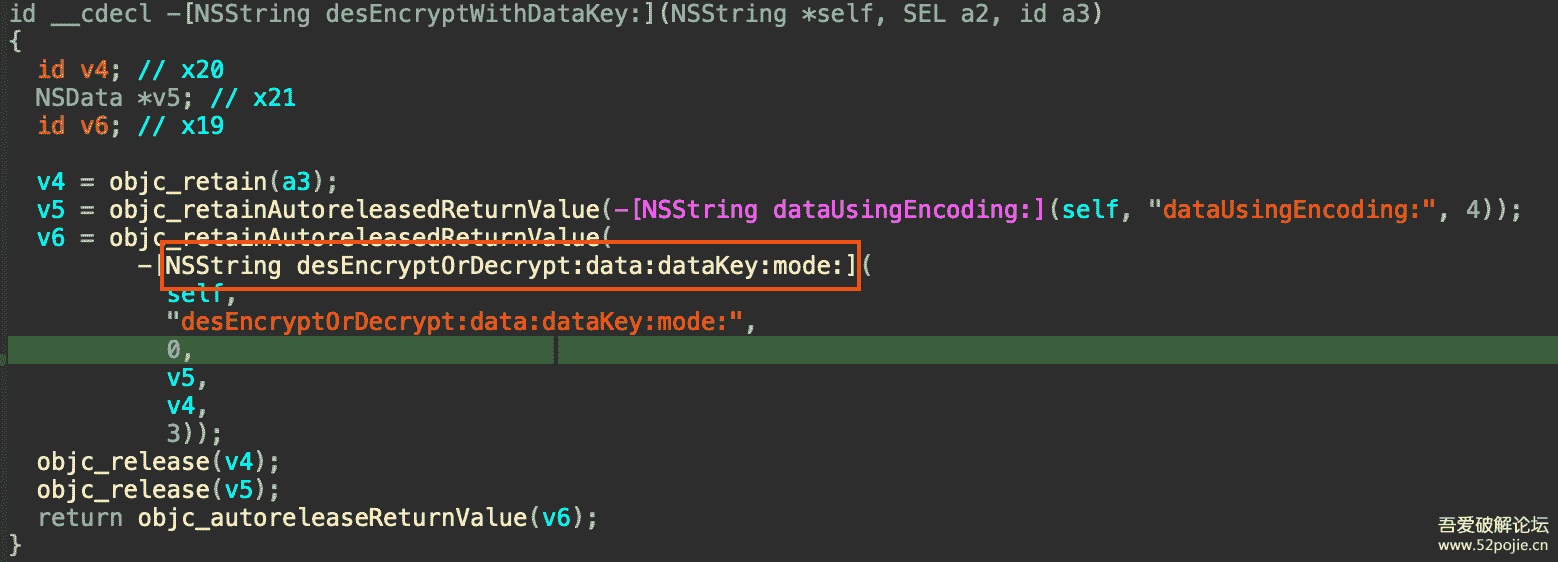 id __cdecl -[NSString desEncryptWithDataKey:](NSString *self, SEL a2, id a3)
{
  id v4; // x20
  NSData *v5; // x21
  id v6; // x19

  v4 = objc_retain(a3);
  v5 = objc_retainAutoreleasedReturnValue(-[NSString dataUsingEncoding:](self, "dataUsingEncoding:", 4));
  v6 = objc_retainAutoreleasedReturnValue(
         -[NSString desEncryptOrDecrypt:data:dataKey:mode:](
           self,
           "desEncryptOrDecrypt:data:dataKey:mode:",
           0,
           v5,
           v4,
           3));
  objc_release(v4);
  objc_release(v5);
  return objc_autoreleaseReturnValue(v6);
}
吾爱破解论坛
www.52pojie.cn